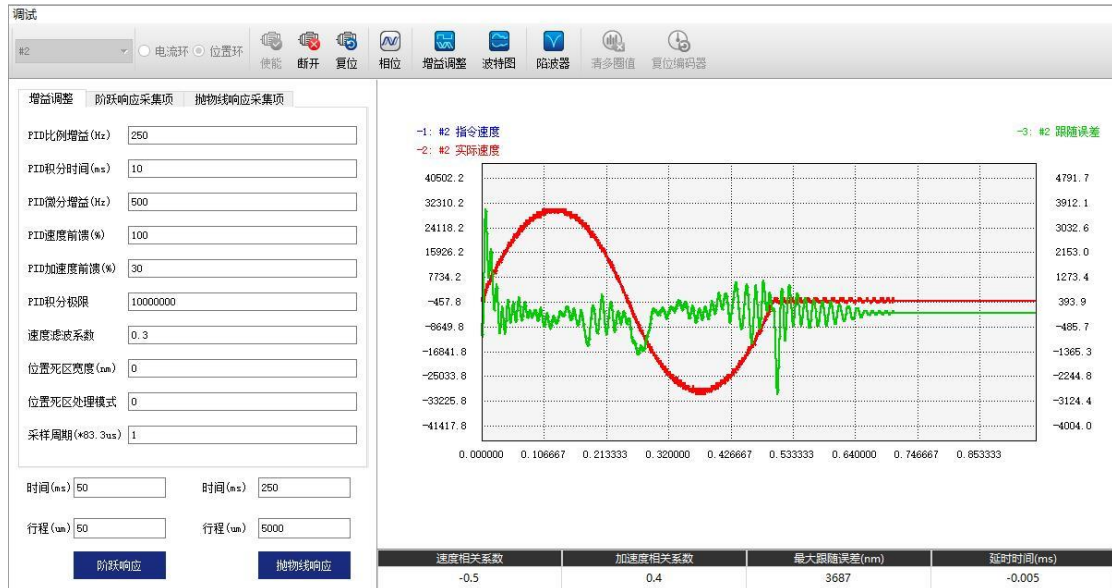 调试
#2 电流环 位置环 使能 断开 复位 相位 增益调整 波特图 陷波器 清多圈值 复位编码器
增益调整 阶跃响应采集项 抛物线响应采集项
PID比例增益(Hz) 250
PID积分时间(ms) 10
PID微分增益(Hz) 500
PID速度前馈(%) 100
PID加速度前馈(%) 30
PID积分极限 10000000
速度滤波系数 0.3
位置死区宽度(nm) 0
位置死区处理模式 0
采样周期(*83.3us) 1
时间(ms) 50 时间(ms) 250
行程(um) 50 行程(um) 5000
阶跃响应 抛物线响应
-1: #2 指令速度 -3: #2 跟随误差
-2: #2 实际速度
40502.2 4791.7
32310.2 3912.1
24118.2 3032.6
15926.2 2153.0
7734.2 1273.4
-457.8 393.9
-8649.8 -485.7
-16841.8 -1365.3
-25033.8 -2244.8
-33225.8 -3124.4
-41417.8 -4004.0
0.000000 0.106667 0.213333 0.320000 0.426667 0.533333 0.640000 0.746667 0.853333
速度相关系数 加速度相关系数 最大跟随误差(nm) 延时时间(ms)
-0.5 0.4 3687 -0.005